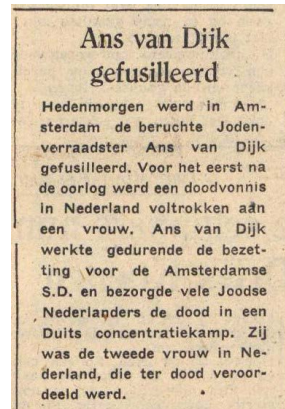 Ans van Dijk
gefusilleerd
Hedenmorgen werd in Am-
sterdam de beruchte Joden-
verraadster Ans van Dijk
gefusilleerd. Voor het eerst na
de oorlog werd een doodvonnis
in Nederland voltrokken aan
een vrouw. Ans van Dijk
werkte gedurende de bezet-
ting voor de Amsterdamse
S.D. en bezorgde vele Joodse
Nederlanders de dood in een
Duits concentratiekamp. Zij
was de tweede vrouw in Ne-
derland, die ter dood veroor-
deeld werd.